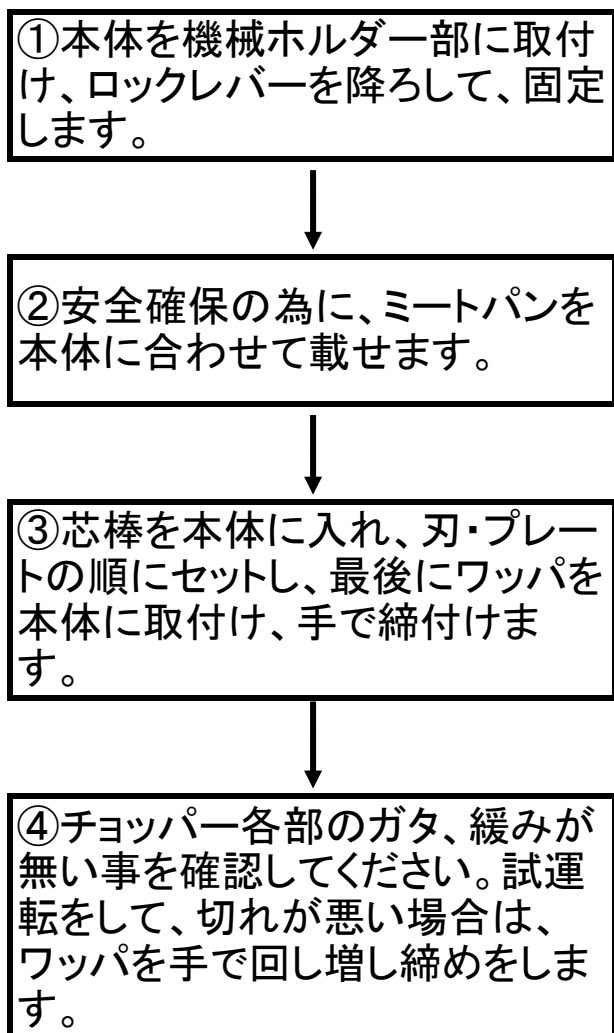 ①本体を機械ホルダー部に取付
け、ロックレバーを降ろして、固定
します。
②安全確保の為に、ミートパンを
本体に合わせて載せます。
③芯棒を本体に入れ、刃・プレー
トの順にセットし、最後にワッパを
本体に取付け、手で締付けま
す。
④チョッパー各部のガタ、緩みが
無い事を確認してください。試運
転をして、切れが悪い場合は、
ワッパを手で回し増し締めをしま
す。